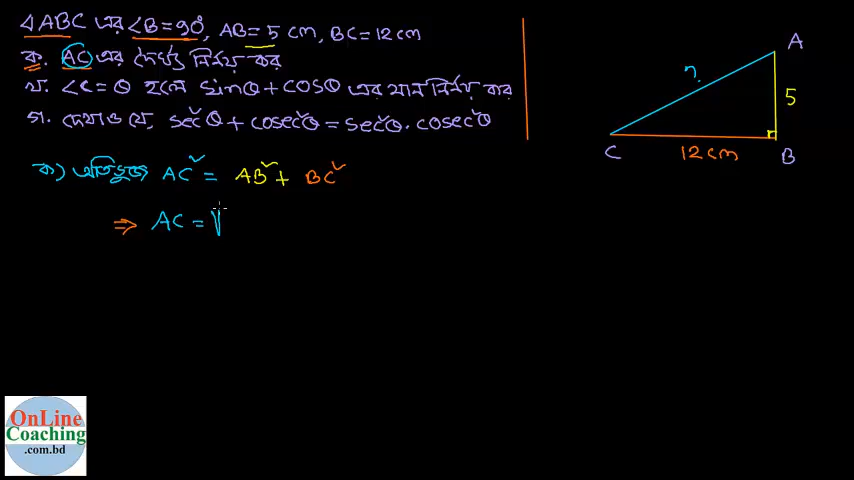 ⊿ABC এর ∠B = 90°, AB = 5 cm, BC = 12 cm
ক. AC এর দৈর্ঘ্য নির্ণয় কর
খ. ∠C = θ হলে sinθ + cosθ এর মান নির্ণয় কর
গ. দেখাও যে, sec²θ + cosec²θ = sec²θ . cosec²θ
ক) অতিভুজ AC² = AB² + BC²
⇒ AC = √
A
5
C
12 cm
B
OnLine
Coaching
.com.bd